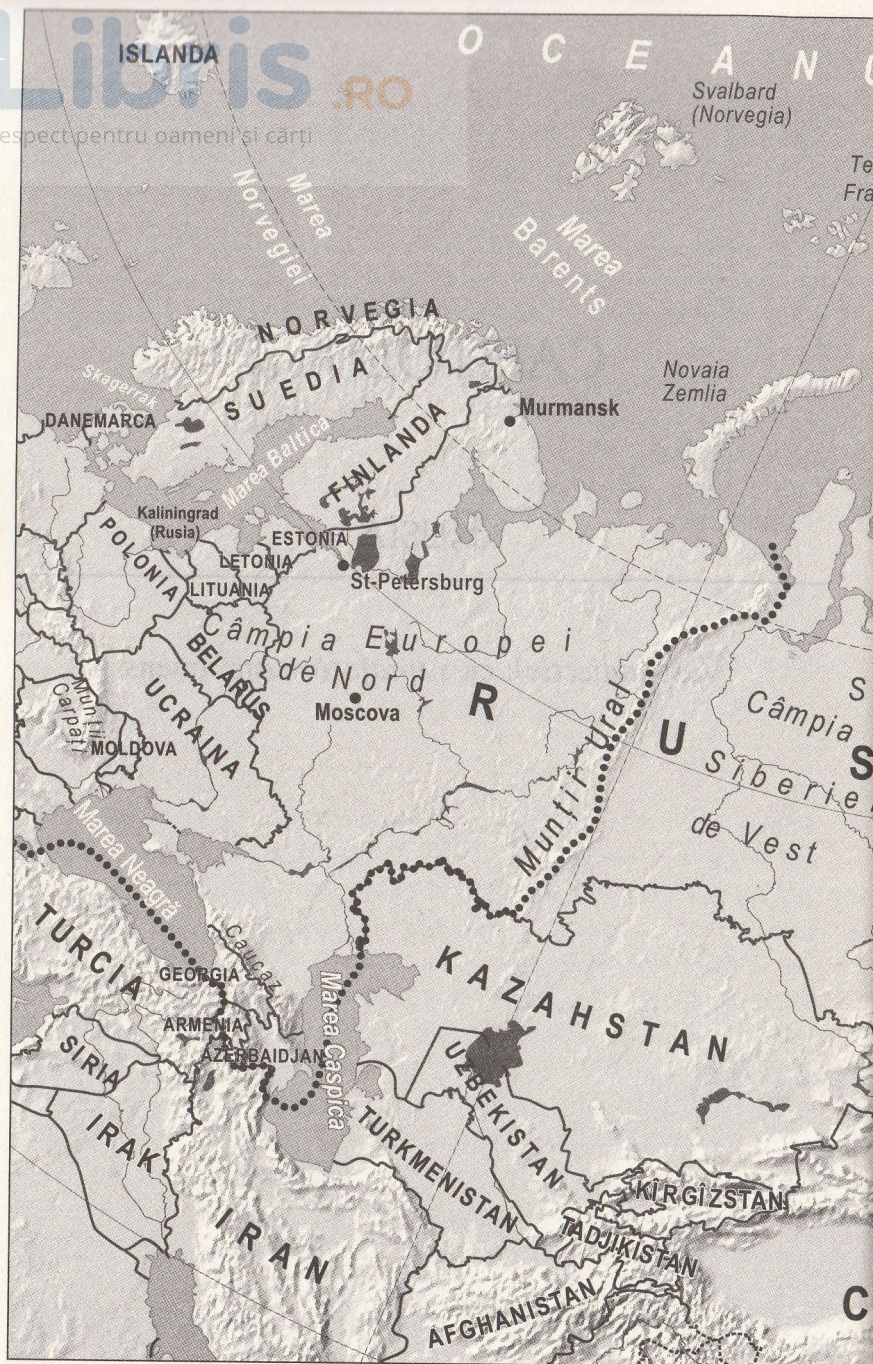 Libris
.RO
espect pentru oameni și cărți
ISLANDA
O C E A N
Svalbard
(Norvegia)
Te
Fra
Marea
Norvegiei
Marea
Barents
NORVEGIA
SUEDIA
Skagerrak
DANEMARCA
Marea Baltica
FINLANDA
Murmansk
Novaia
Zemlia
Kaliningrad
(Rusia)
ESTONIA
LETONIA
LITUANIA
St-Petersburg
POLONIA
Câmpia Europei
de Nord
BELARUS
UCRAINA
Moscova
R U S
Munții
Carpați
MOLDOVA
Munții Ural
S
Câmpia
Siberiei
de Vest
Marea Neagră
TURCIA
Caucaz
GEORGIA
ARMENIA
AZERBAIDJAN
Marea Caspică
KAZAHSTAN
SIRIA
IRAK
IRAN
UZBEKISTAN
TURKMENISTAN
KÎRGÎZSTAN
TADJIKISTAN
AFGHANISTAN
C